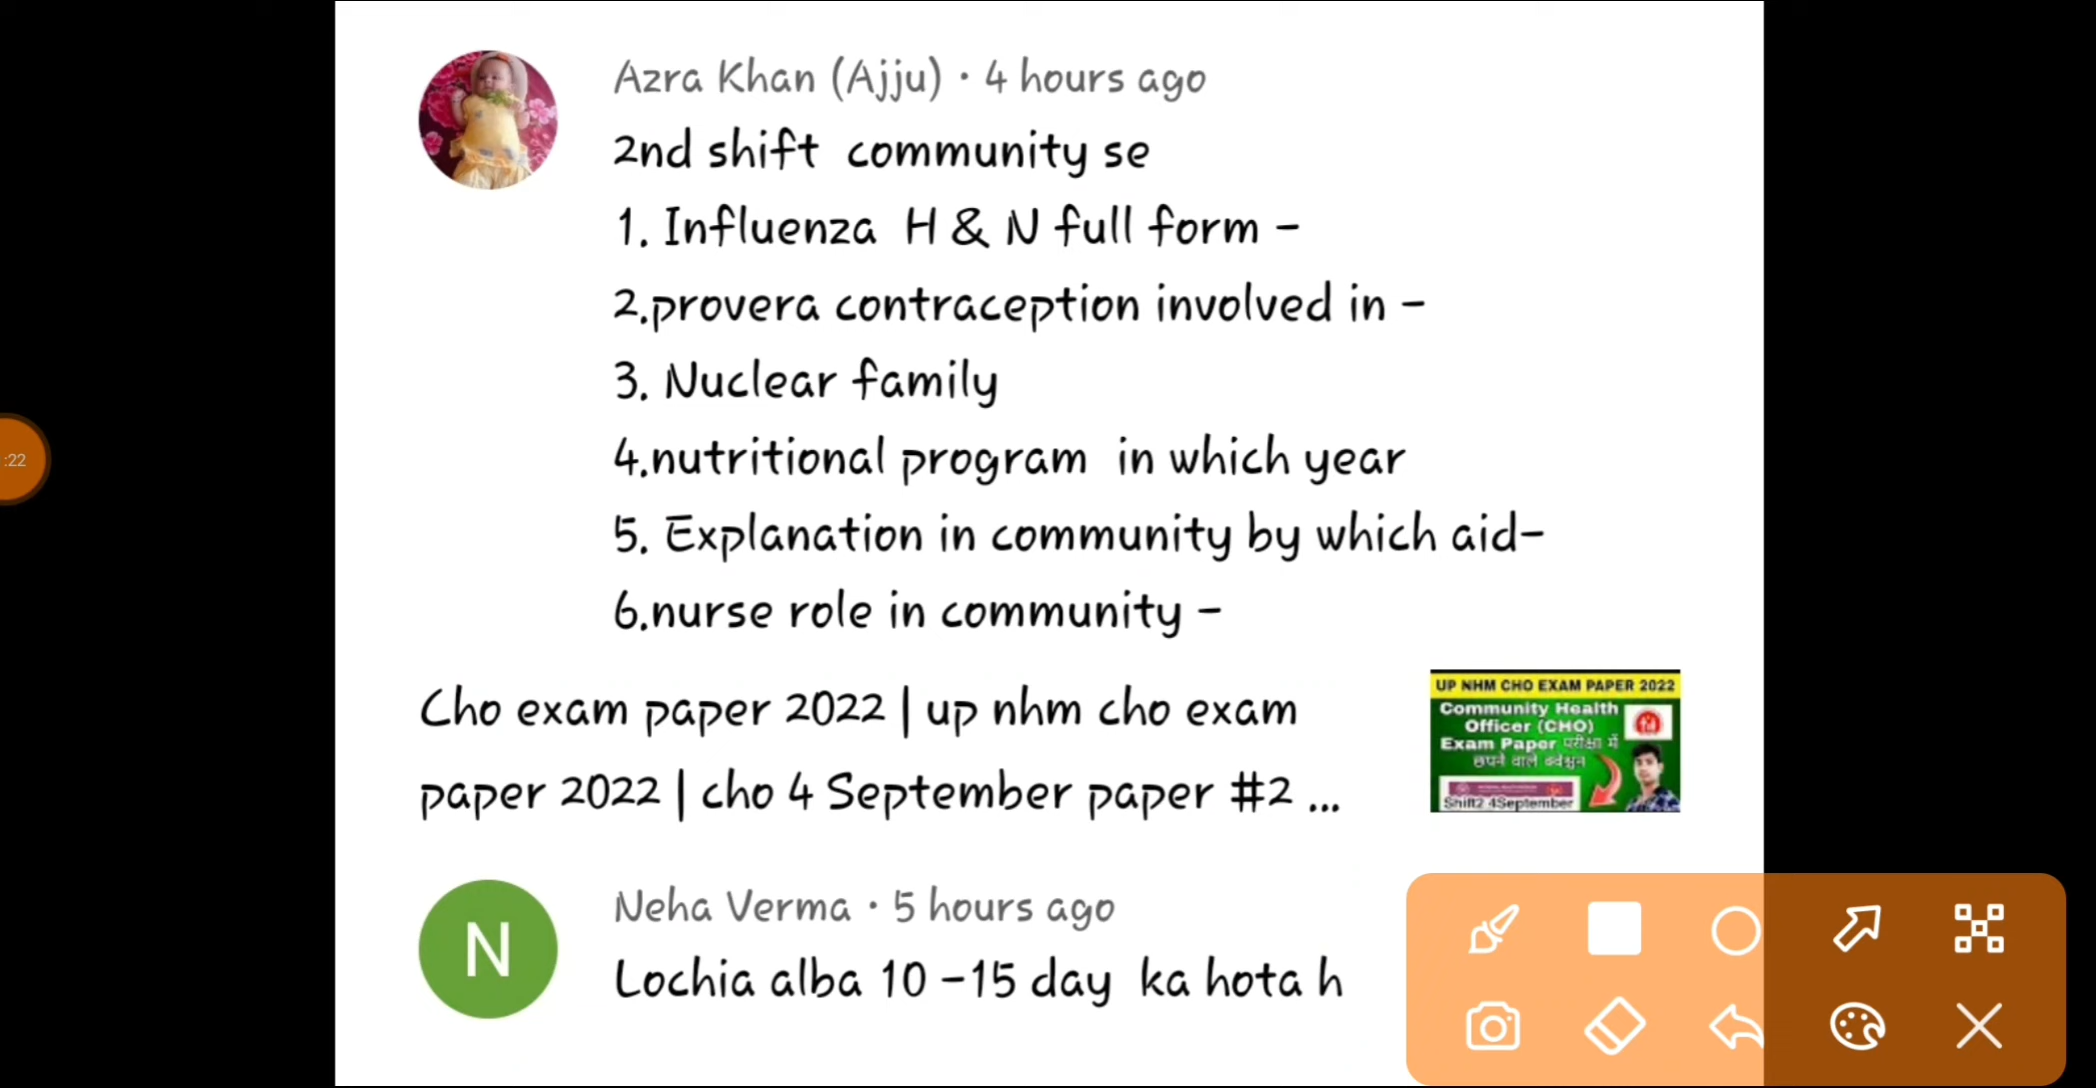 Azra Khan (Ajju) · 4 hours ago
2nd shift community se
1. Influenza H & N full form -
2.provera contraception involved in -
3. Nuclear family
4.nutritional program in which year
5. Explanation in community by which aid-
6.nurse role in community -
:22
Cho exam paper 2022 | up nhm cho exam
paper 2022 | cho 4 September paper #2 ...
UP NHM CHO EXAM PAPER 2022
Community Health
Officer (CHO)
Exam Paper परीक्षा में
छपने वाले क्वेश्चन
Shift2 4September
N
Neha Verma · 5 hours ago
Lochia alba 10 -15 day ka hota h